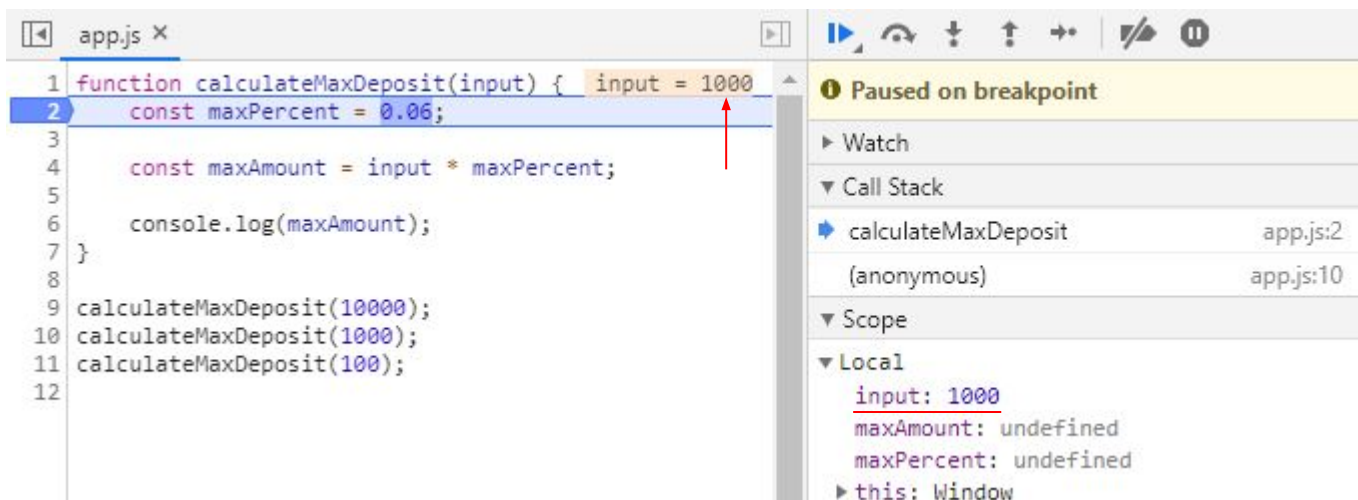 app.js ×
1 function calculateMaxDeposit(input) { input = 1000
2 const maxPercent = 0.06;
3
4 const maxAmount = input * maxPercent;
5
6 console.log(maxAmount);
7 }
8
9 calculateMaxDeposit(10000);
10 calculateMaxDeposit(1000);
11 calculateMaxDeposit(100);
12
Paused on breakpoint
Watch
Call Stack
calculateMaxDeposit app.js:2
(anonymous) app.js:10
Scope
Local
input: 1000
maxAmount: undefined
maxPercent: undefined
this: Window